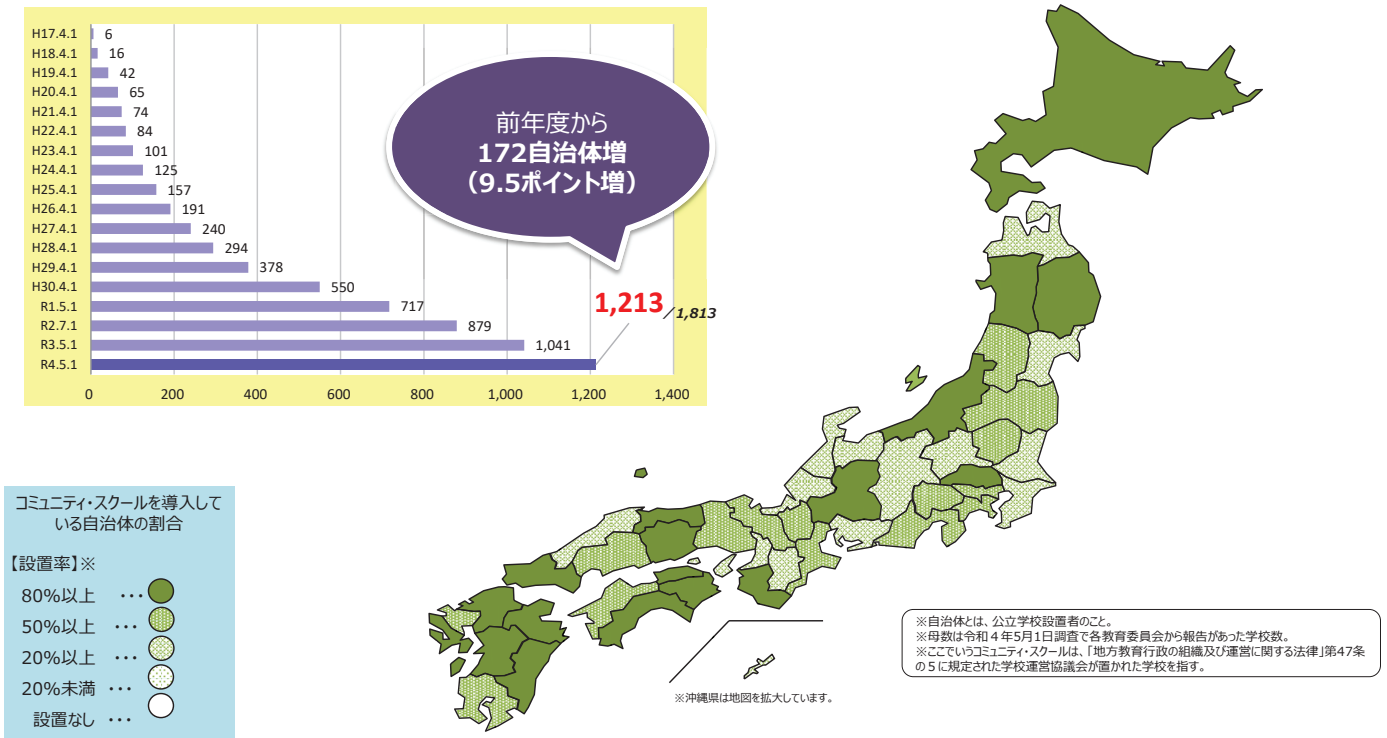 H17.4.1 6
H18.4.1 16
H19.4.1 42
H20.4.1 65
H21.4.1 74
H22.4.1 84
H23.4.1 101
H24.4.1 125
H25.4.1 157
H26.4.1 191
H27.4.1 240
H28.4.1 294
H29.4.1 378
H30.4.1 550
R1.5.1 717
R2.7.1 879
R3.5.1 1,041
R4.5.1
0 200 400 600 800 1,000 1,200 1,400
前年度から
172自治体増
(9.5ポイント増)
1,213 / 1,813
コミュニティ・スクールを導入して
いる自治体の割合
【設置率】※
80%以上 ・・・
50%以上 ・・・
20%以上 ・・・
20%未満 ・・・
設置なし ・・・
※沖縄県は地図を拡大しています。
※自治体とは、公立学校設置者のこと。
※母数は令和4年5月1日調査で各教育委員会から報告があった学校数。
※ここでいうコミュニティ・スクールは、「地方教育行政の組織及び運営に関する法律」第47条
の5に規定された学校運営協議会が置かれた学校を指す。